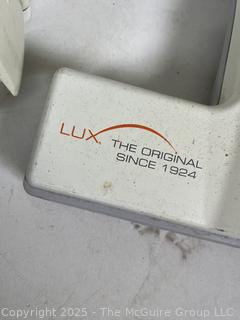 LUX®
THE ORIGINAL
SINCE 1924
Copyright © 2025 - The McGuire Group LLC